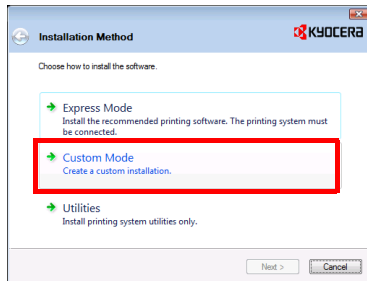 Installation Method
KYOCERA
Choose how to install the software.
Express Mode
Install the recommended printing software. The printing system must
be connected.
Custom Mode
Create a custom installation.
Utilities
Install printing system utilities only.
Next >
Cancel